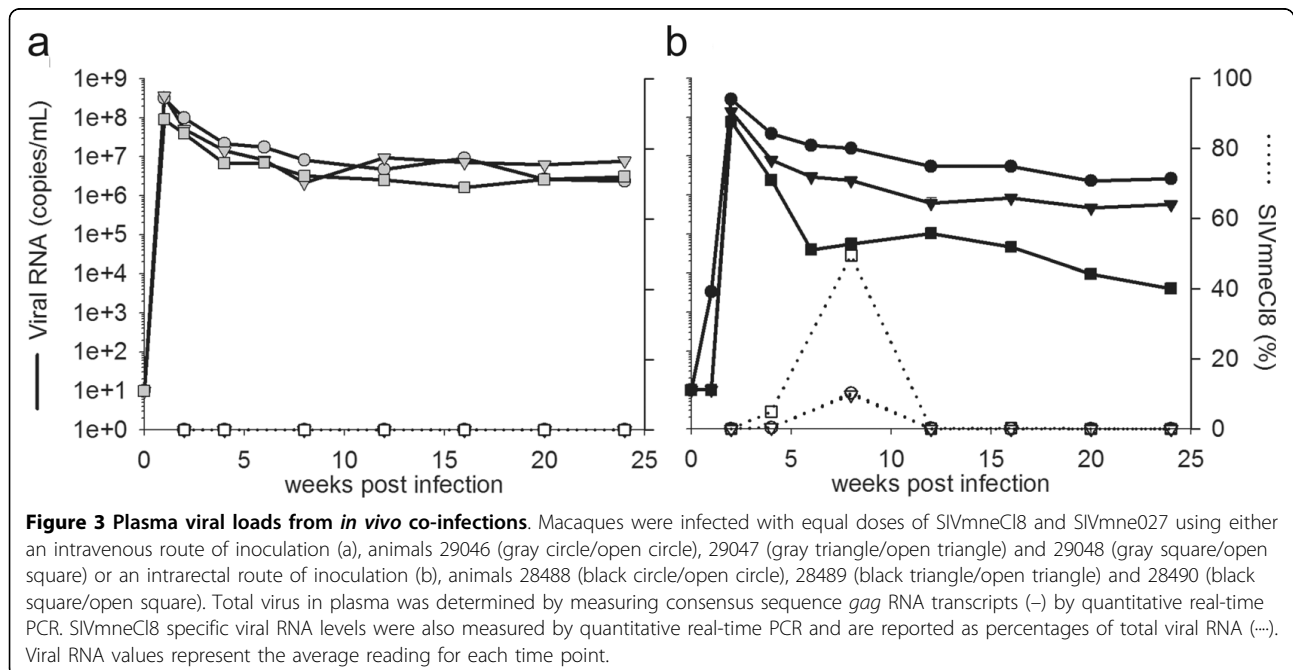 a
b
1e+9
1e+8
1e+7
1e+6
1e+5
1e+4
1e+3
1e+2
1e+1
1e+0
Viral RNA (copies/mL)
0 5 10 15 20 25
weeks post infection
0 5 10 15 20 25
weeks post infection
100
80
60
40
20
0
SIVmneCl8 (%)
Figure 3 Plasma viral loads from in vivo co-infections. Macaques were infected with equal doses of SIVmneCl8 and SIVmne027 using either
an intravenous route of inoculation (a), animals 29046 (gray circle/open circle), 29047 (gray triangle/open triangle) and 29048 (gray square/open
square) or an intrarectal route of inoculation (b), animals 28488 (black circle/open circle), 28489 (black triangle/open triangle) and 28490 (black
square/open square). Total virus in plasma was determined by measuring consensus sequence gag RNA transcripts (–) by quantitative real-time
PCR. SIVmneCl8 specific viral RNA levels were also measured by quantitative real-time PCR and are reported as percentages of total viral RNA (····).
Viral RNA values represent the average reading for each time point.